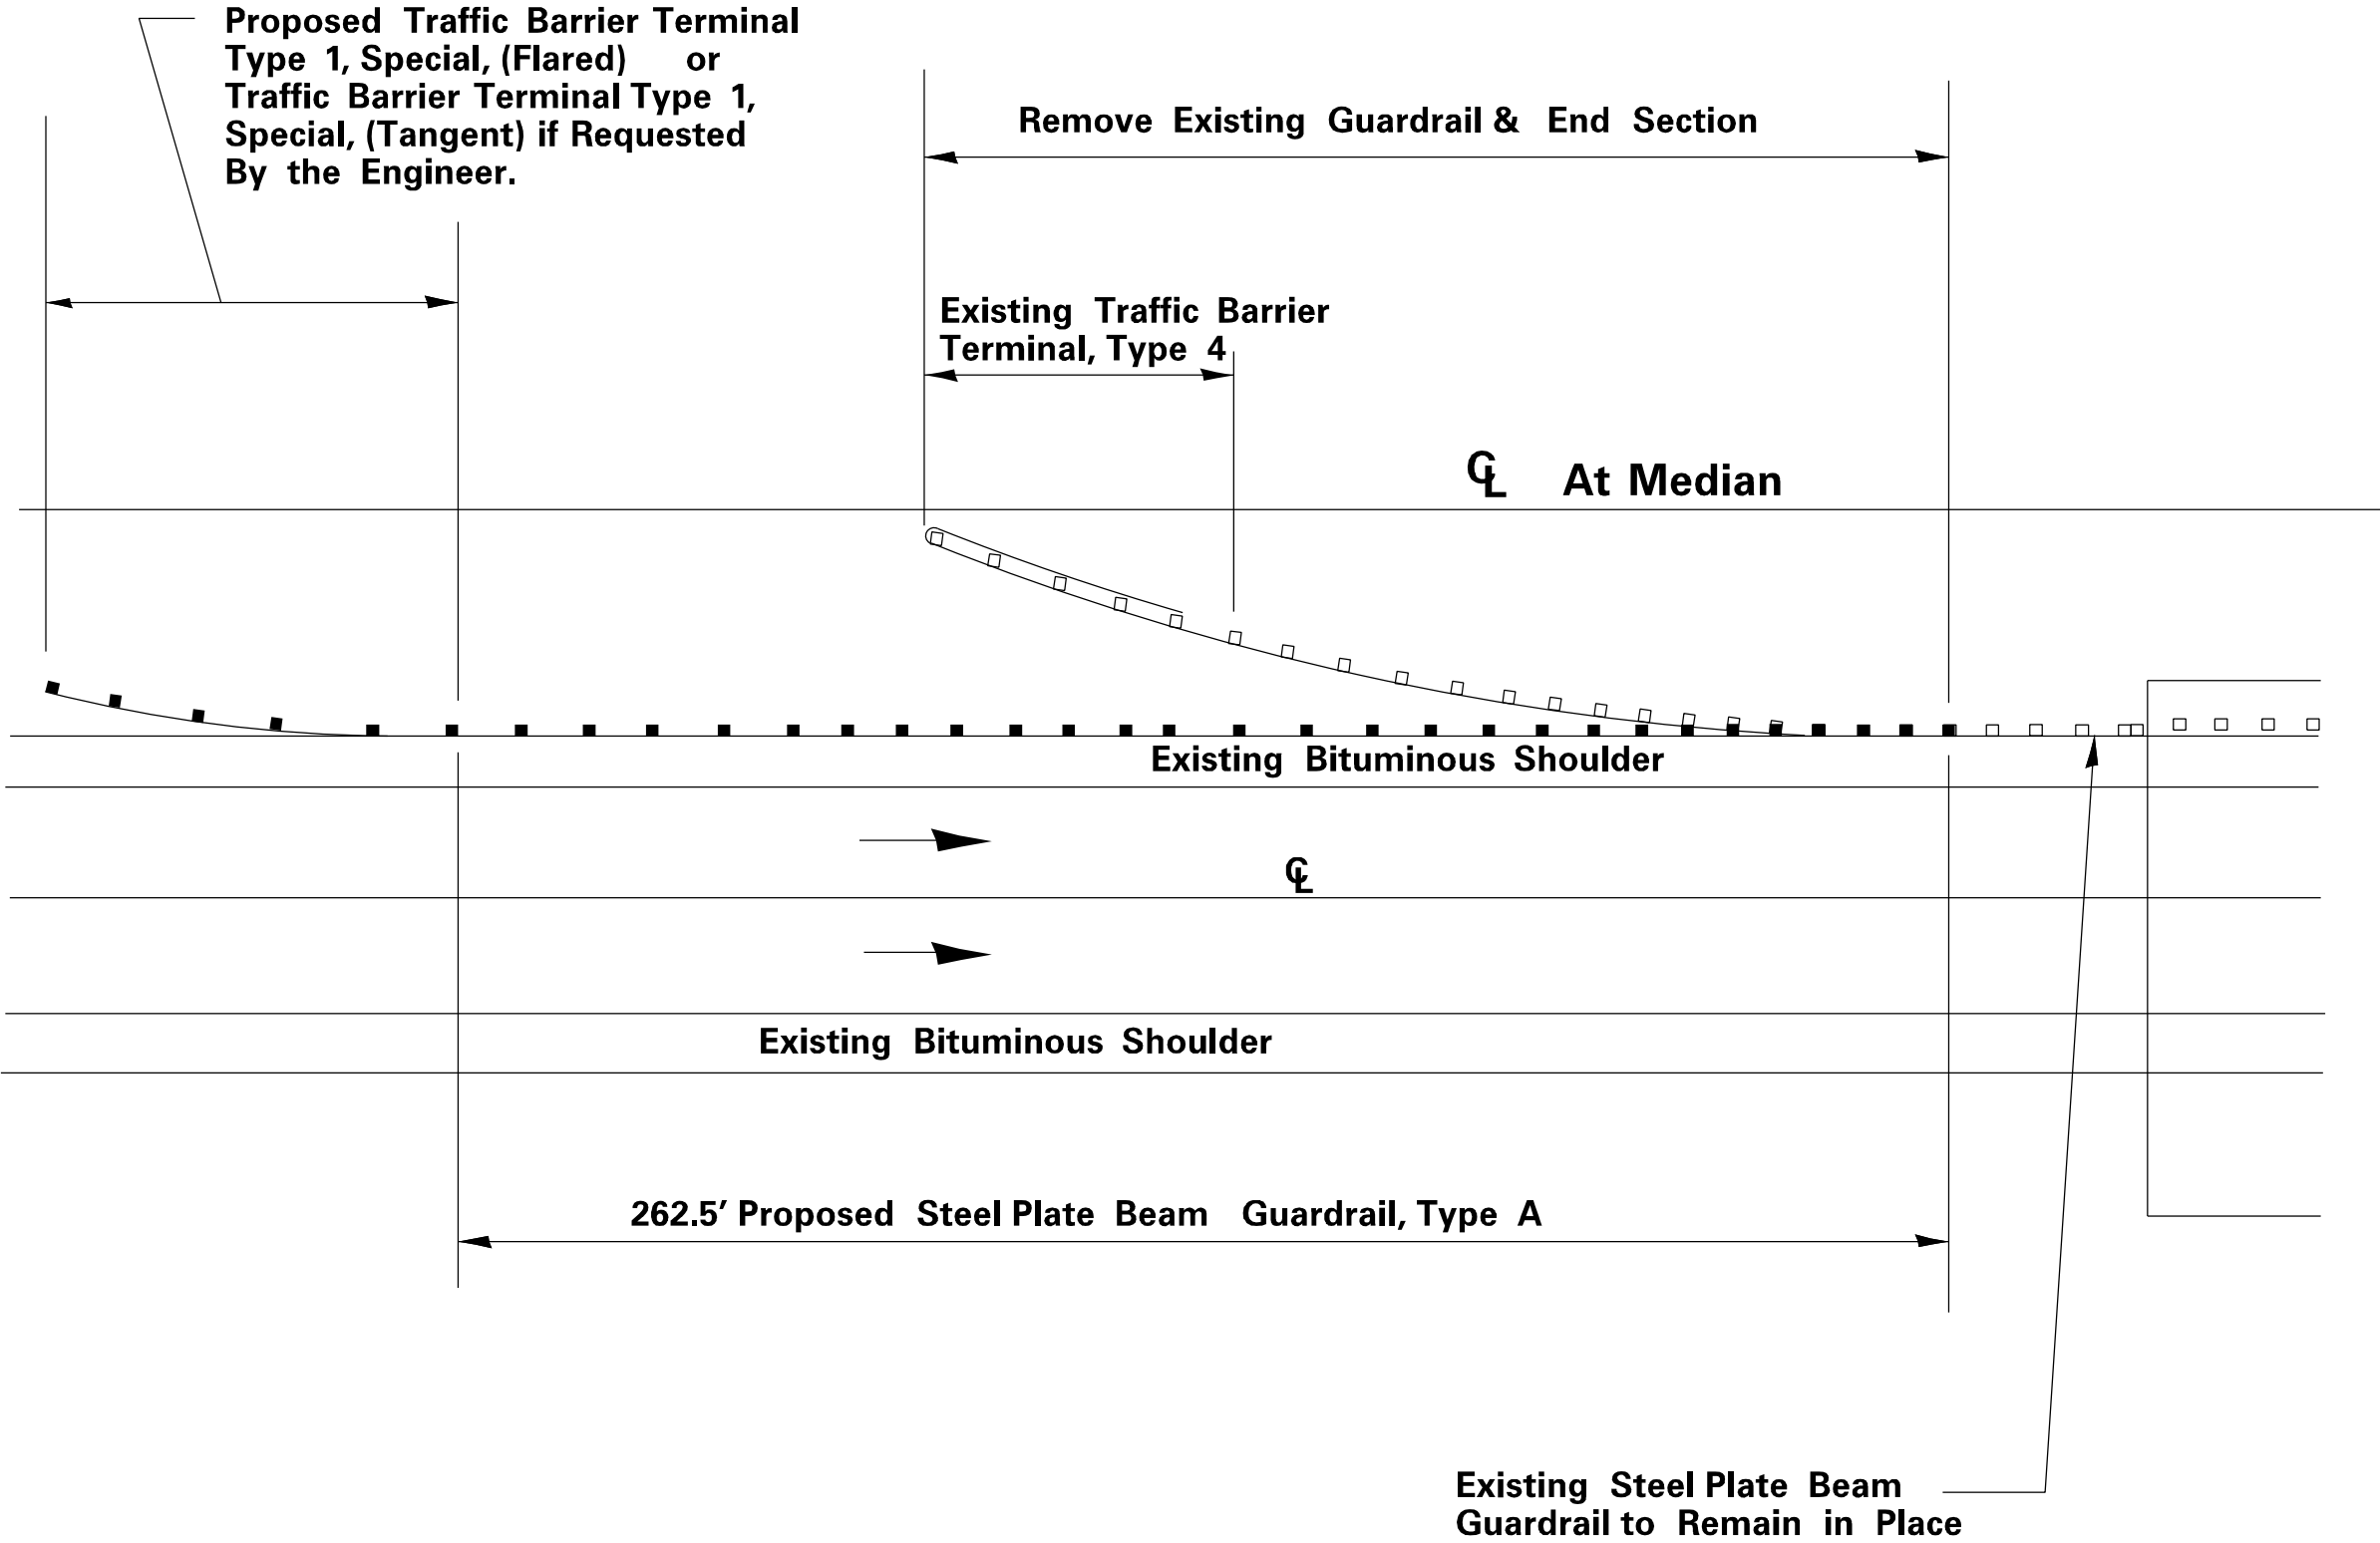 Proposed Traffic Barrier Terminal
Type 1, Special, (Flared) or
Traffic Barrier Terminal Type 1,
Special, (Tangent) if Requested
By the Engineer.
Remove Existing Guardrail & End Section
Existing Traffic Barrier
Terminal, Type 4
℄ At Median
Existing Bituminous Shoulder
℄
Existing Bituminous Shoulder
262.5' Proposed Steel Plate Beam Guardrail, Type A
Existing Steel Plate Beam
Guardrail to Remain in Place